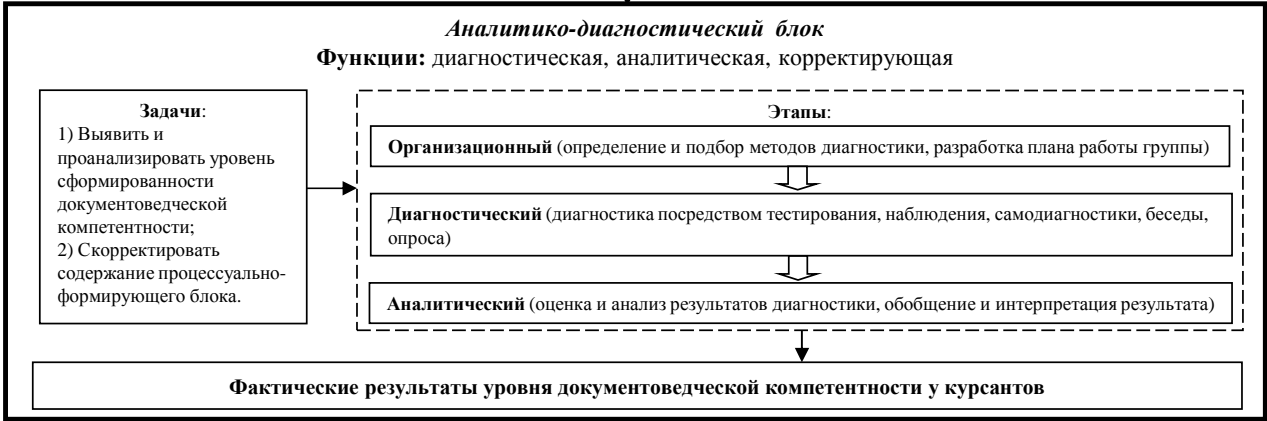 Аналитико-диагностический блок
Функции: диагностическая, аналитическая, корректирующая
Задачи:
1) Выявить и
проанализировать уровень
сформированности
документоведческой
компетентности;
2) Скорректировать
содержание процессуально-
формирующего блока.
Этапы:
Организационный (определение и подбор методов диагностики, разработка плана работы группы)
Диагностический (диагностика посредством тестирования, наблюдения, самодиагностики, беседы,
опроса)
Аналитический (оценка и анализ результатов диагностики, обобщение и интерпретация результата)
Фактические результаты уровня документоведческой компетентности у курсантов